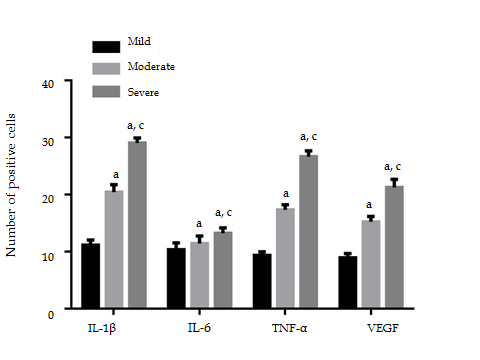 Mild
Moderate
Severe
Number of positive cells
40
30
20
10
0
a
a, c
a
a, c
a
a, c
a
a, c
IL-1β
IL-6
TNF-α
VEGF